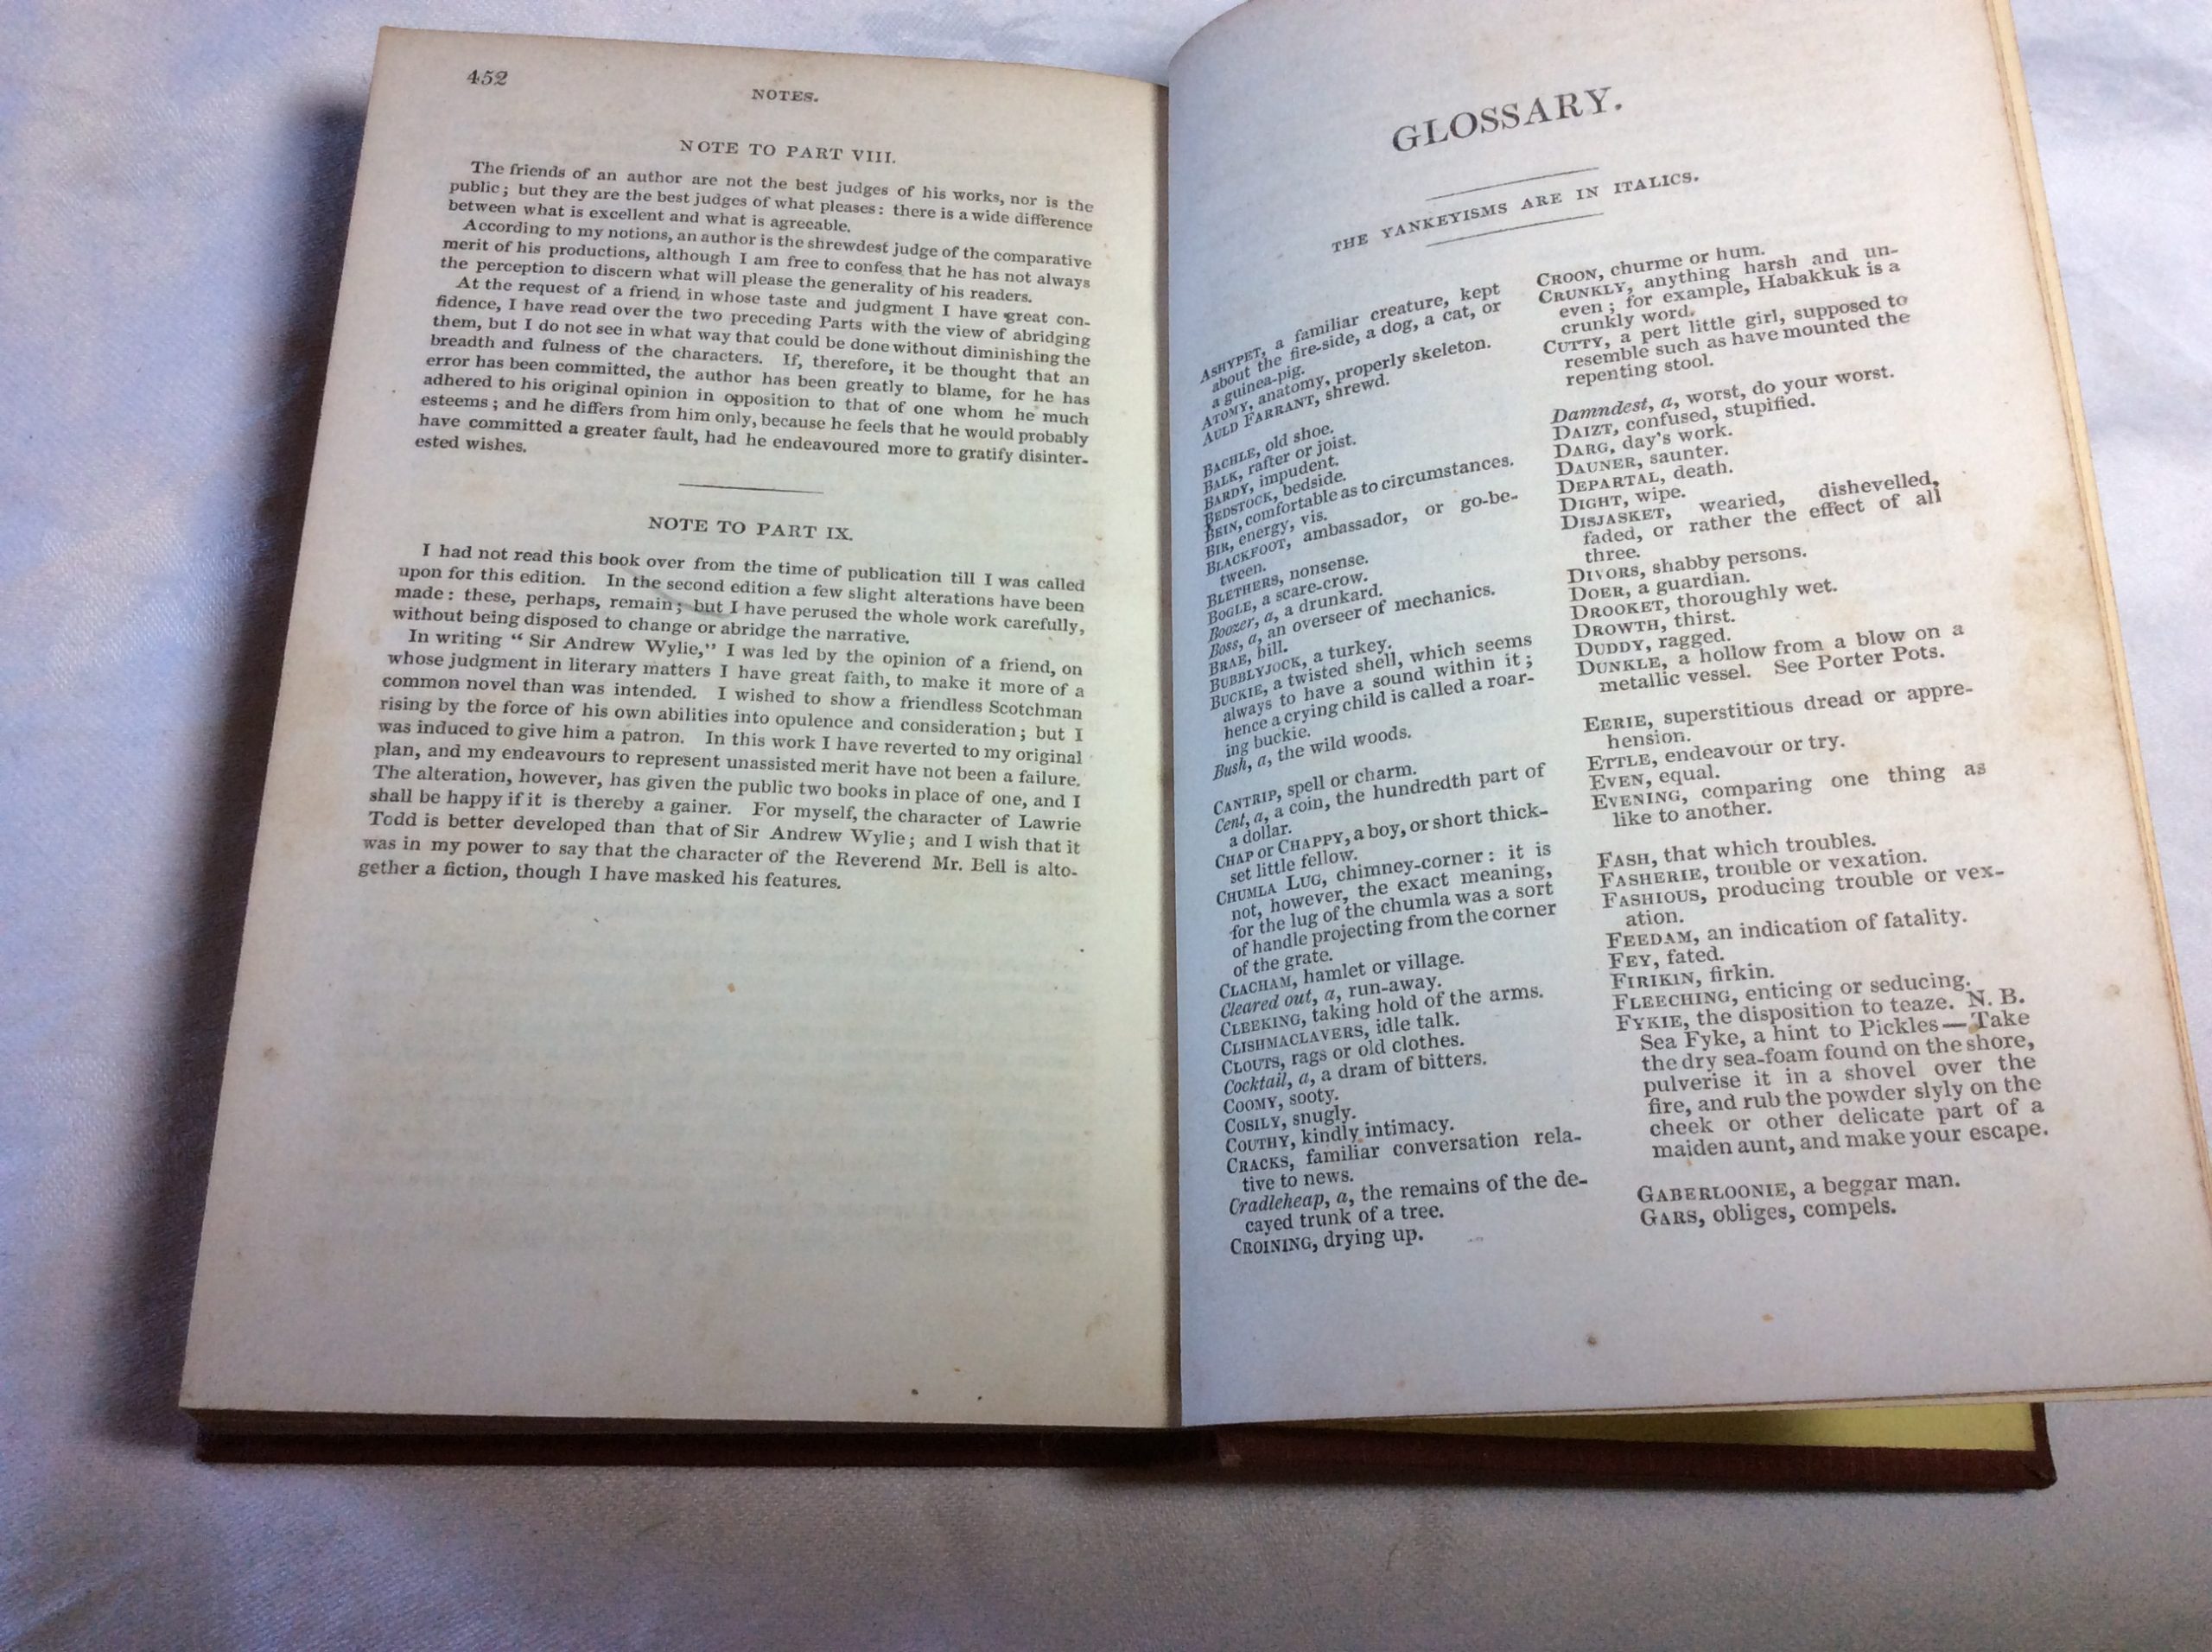 452
NOTES.
NOTE TO PART VIII.
The friends of an author are not the best judges of his works, nor is the
public; but they are the best judges of what pleases: there is a wide difference
between what is excellent and what is agreeable.
According to my notions, an author is the shrewdest judge of the comparative
merit of his productions, although I am free to confess that he has not always
the perception to discern what will please the generality of his readers.
At the request of a friend in whose taste and judgment I have great con-
fidence, I have read over the two preceding Parts with the view of abridging
them, but I do not see in what way that could be done without diminishing the
breadth and fulness of the characters. If, therefore, it be thought that an
error has been committed, the author has been greatly to blame, for he has
adhered to his original opinion in opposition to that of one whom he much
esteems; and he differs from him only, because he feels that he would probably
have committed a greater fault, had he endeavoured more to gratify disinter-
ested wishes.
NOTE TO PART IX.
I had not read this book over from the time of publication till I was called
upon for this edition. In the second edition a few slight alterations have been
made: these, perhaps, remain; but I have perused the whole work carefully,
without being disposed to change or abridge the narrative.
In writing "Sir Andrew Wylie," I was led by the opinion of a friend, on
whose judgment in literary matters I have great faith, to make it more of a
common novel than was intended. I wished to show a friendless Scotchman
rising by the force of his own abilities into opulence and consideration; but I
was induced to give him a patron. In this work I have reverted to my original
plan, and my endeavours to represent unassisted merit have not been a failure.
The alteration, however, has given the public two books in place of one, and I
shall be happy if it is thereby a gainer. For myself, the character of Lawrie
Todd is better developed than that of Sir Andrew Wylie; and I wish that it
was in my power to say that the character of the Reverend Mr. Bell is alto-
gether a fiction, though I have masked his features.
GLOSSARY.
THE YANKEYISMS ARE IN ITALICS.
ASHYPET, a familiar creature, kept
about the fire-side, a dog, a cat, or
a guinea-pig.
ATOMY, anatomy, properly skeleton.
AULD FARRANT, shrewd.
BACHLE, old shoe.
BALK, rafter or joist.
BARDY, impudent.
BEDSTOCK, bedside.
BEIN, comfortable as to circumstances.
BIR, energy, vis.
BLACKFOOT, ambassador, or go-be-
tween.
BLETHERS, nonsense.
BOGLE, a scare-crow.
Boozer, a, a drunkard.
Boss, a, an overseer of mechanics.
BRAE, hill.
BUBBLYJOCK, a turkey.
BUCKIE, a twisted shell, which seems
always to have a sound within it;
hence a crying child is called a roar-
ing buckie.
Bush, a, the wild woods.
CANTRIP, spell or charm.
Cent, a, a coin, the hundredth part of
a dollar.
CHAP or CHAPPY, a boy, or short thick-
set little fellow.
CHUMLA LUG, chimney-corner: it is
not, however, the exact meaning,
for the lug of the chumla was a sort
of handle projecting from the corner
of the grate.
CLACHAM, hamlet or village.
Cleared out, a, run-away.
CLEEKING, taking hold of the arms.
CLISHMACLAVERS, idle talk.
CLOUTS, rags or old clothes.
Cocktail, a, a dram of bitters.
COOMY, sooty.
COSILY, snugly.
COUTHY, kindly intimacy.
CRACKS, familiar conversation rela-
tive to news.
Cradleheap, a, the remains of the de-
cayed trunk of a tree.
CROINING, drying up.
CROON, churme or hum.
CRUNKLY, anything harsh and un-
even; for example, Habakkuk is a
crunkly word.
CUTTY, a pert little girl, supposed to
resemble such as have mounted the
repenting stool.
Damndest, a, worst, do your worst.
DAIZT, confused, stupified.
DARG, day's work.
DAUNER, saunter.
DEPARTAL, death.
DIGHT, wipe.
DISJASKET, wearied, dishevelled,
faded, or rather the effect of all
three.
DIVORS, shabby persons.
DOER, a guardian.
DROOKET, thoroughly wet.
DROWTH, thirst.
DUDDY, ragged.
DUNKLE, a hollow from a blow on a
metallic vessel. See Porter Pots.
EERIE, superstitious dread or appre-
hension.
ETTLE, endeavour or try.
EVEN, equal.
EVENING, comparing one thing as
like to another.
FASH, that which troubles.
FASHERIE, trouble or vexation.
FASHIOUS, producing trouble or vex-
ation.
FEEDAM, an indication of fatality.
FEY, fated.
FIRIKIN, firkin.
FLEECHING, enticing or seducing.
FYKIE, the disposition to teaze. N. B.
Sea Fyke, a hint to Pickles—Take
the dry sea-foam found on the shore,
pulverise it in a shovel over the
fire, and rub the powder slyly on the
cheek or other delicate part of a
maiden aunt, and make your escape.
GABERLOONIE, a beggar man.
GARS, obliges, compels.